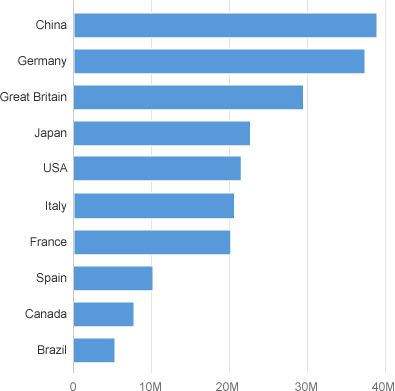 China
Germany
Great Britain
Japan
USA
Italy
France
Spain
Canada
Brazil
0 10M 20M 30M 40M